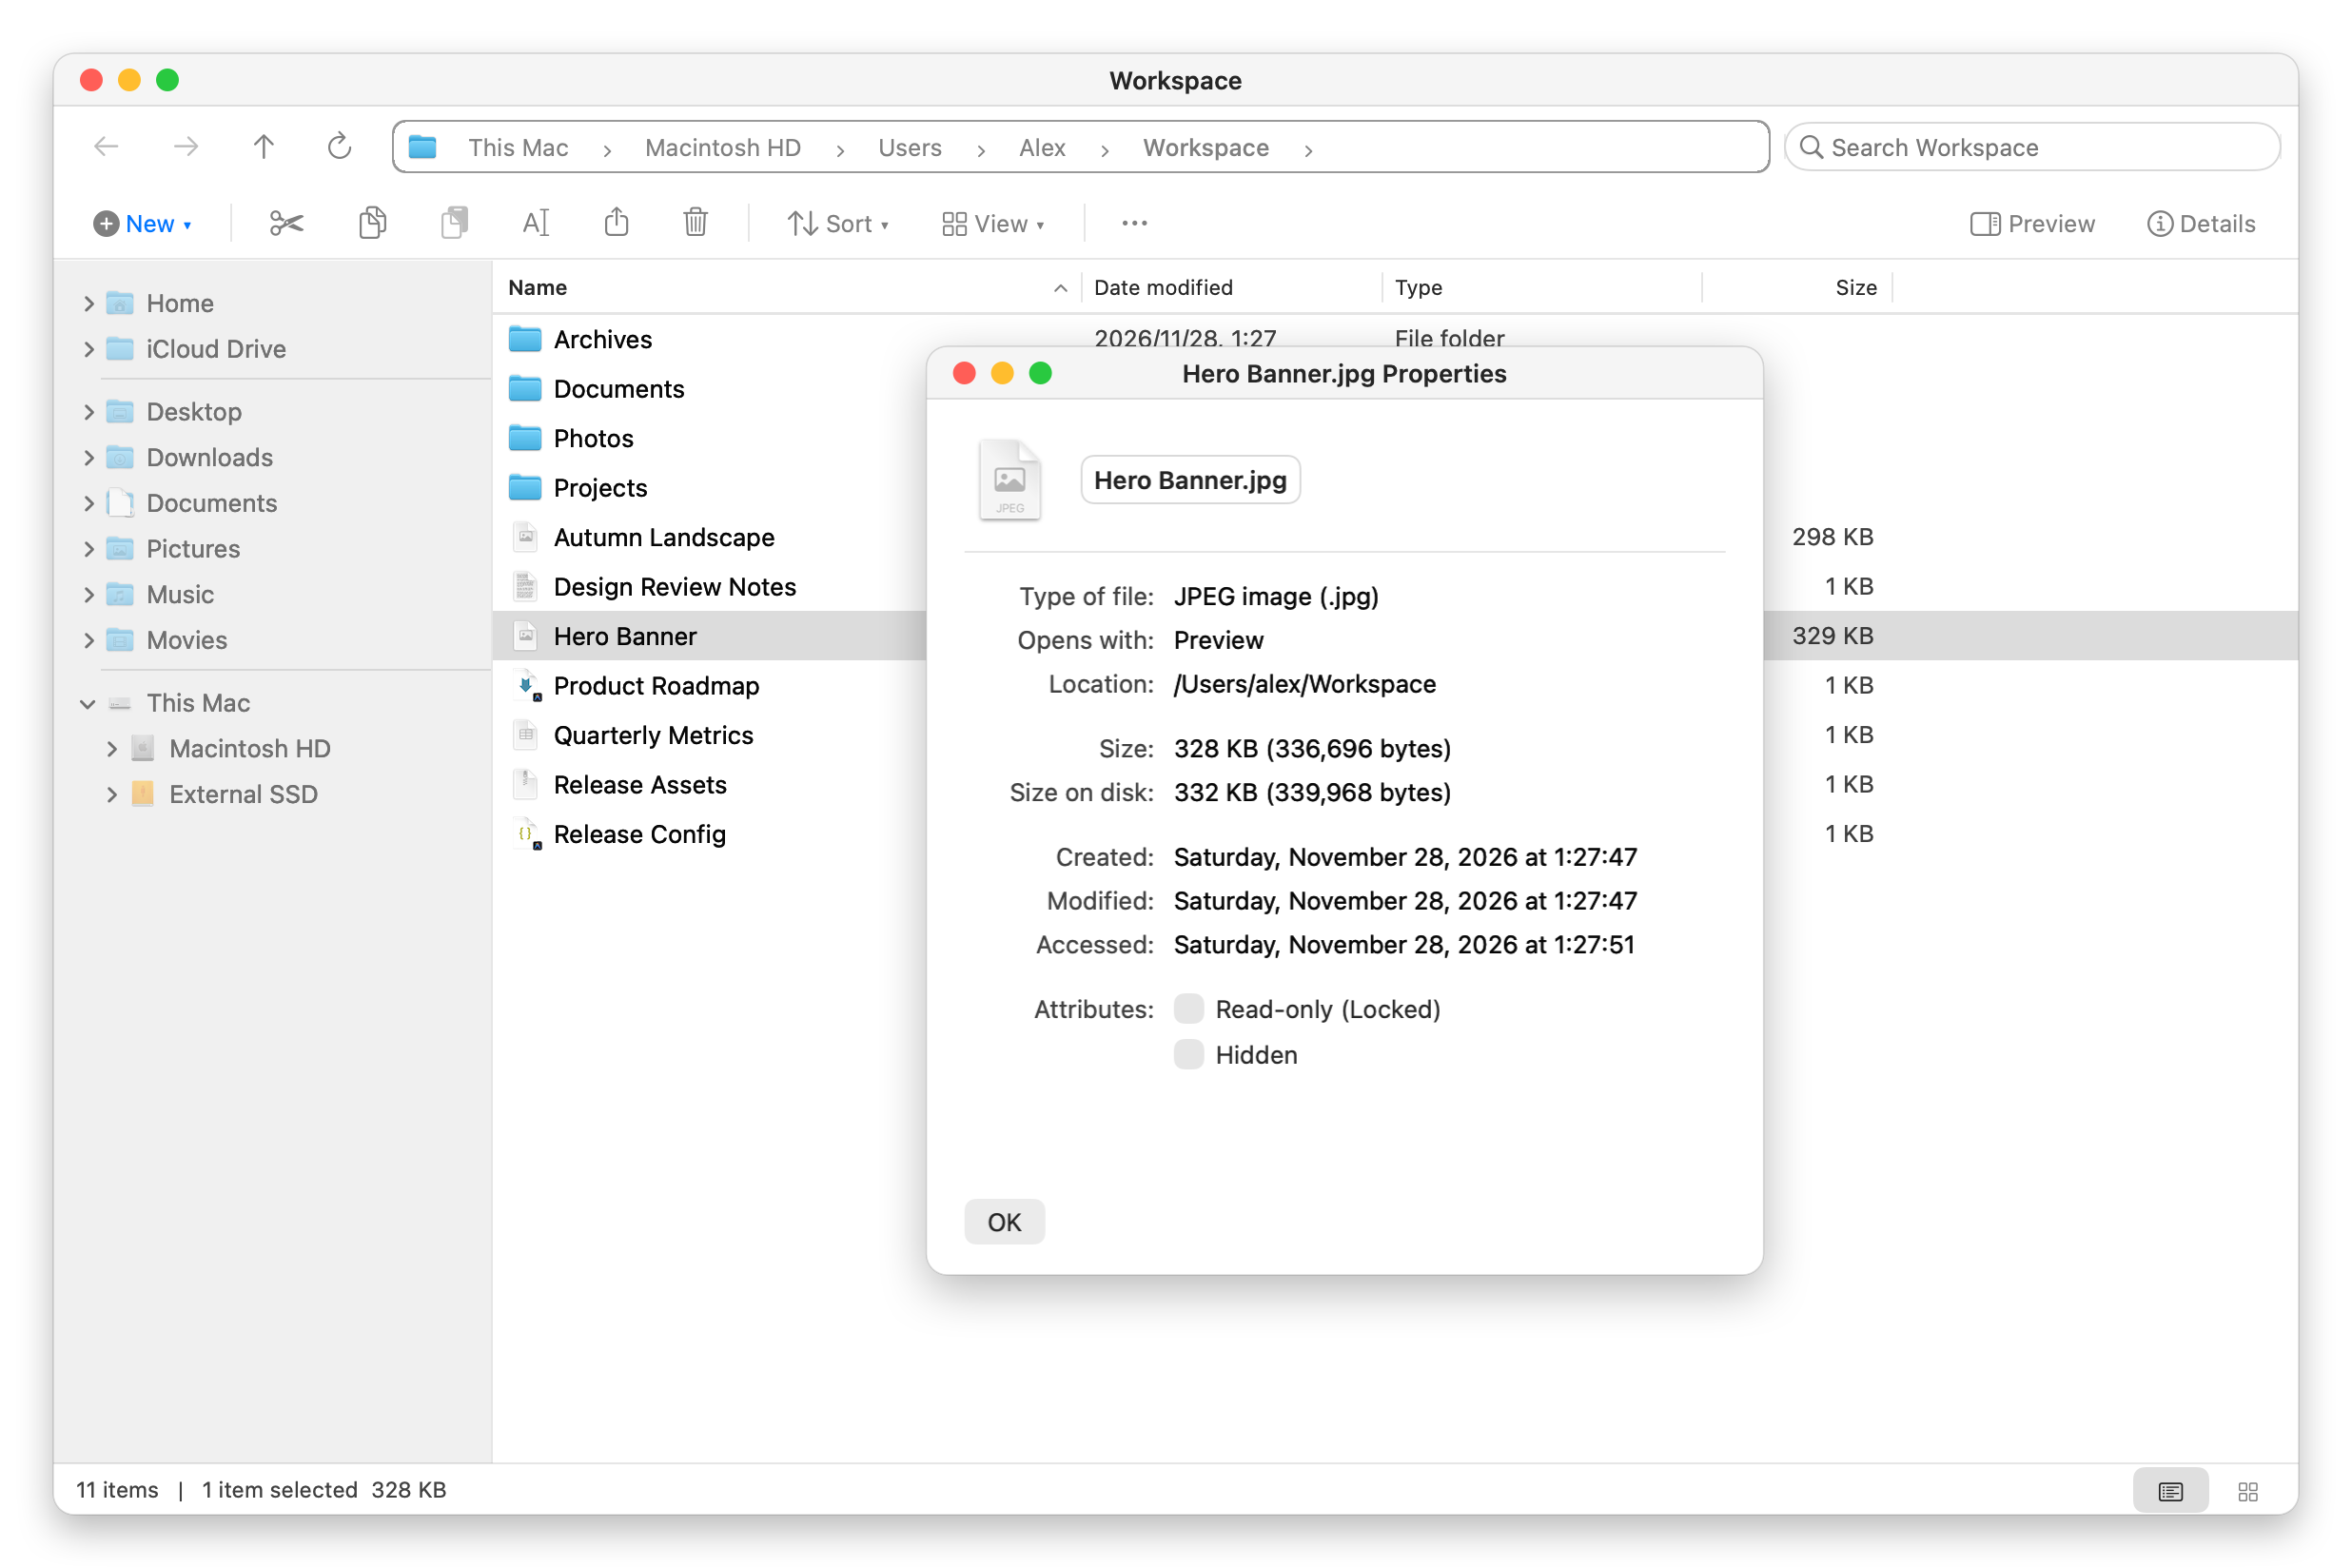 Workspace
This Mac › Macintosh HD › Users › Alex › Workspace ›
Search Workspace
New
Sort
View
Preview
Details
Home
iCloud Drive
Desktop
Downloads
Documents
Pictures
Music
Movies
This Mac
Macintosh HD
External SSD
Name Date modified Type Size
Archives 2026/11/28, 1:27 File folder
Documents
Photos
Projects
Autumn Landscape 298 KB
Design Review Notes 1 KB
Hero Banner 329 KB
Product Roadmap 1 KB
Quarterly Metrics 1 KB
Release Assets 1 KB
Release Config 1 KB
Hero Banner.jpg Properties
JPEG
Hero Banner.jpg
Type of file: JPEG image (.jpg)
Opens with: Preview
Location: /Users/alex/Workspace
Size: 328 KB (336,696 bytes)
Size on disk: 332 KB (339,968 bytes)
Created: Saturday, November 28, 2026 at 1:27:47
Modified: Saturday, November 28, 2026 at 1:27:47
Accessed: Saturday, November 28, 2026 at 1:27:51
Attributes: Read-only (Locked)
Hidden
OK
11 items | 1 item selected 328 KB